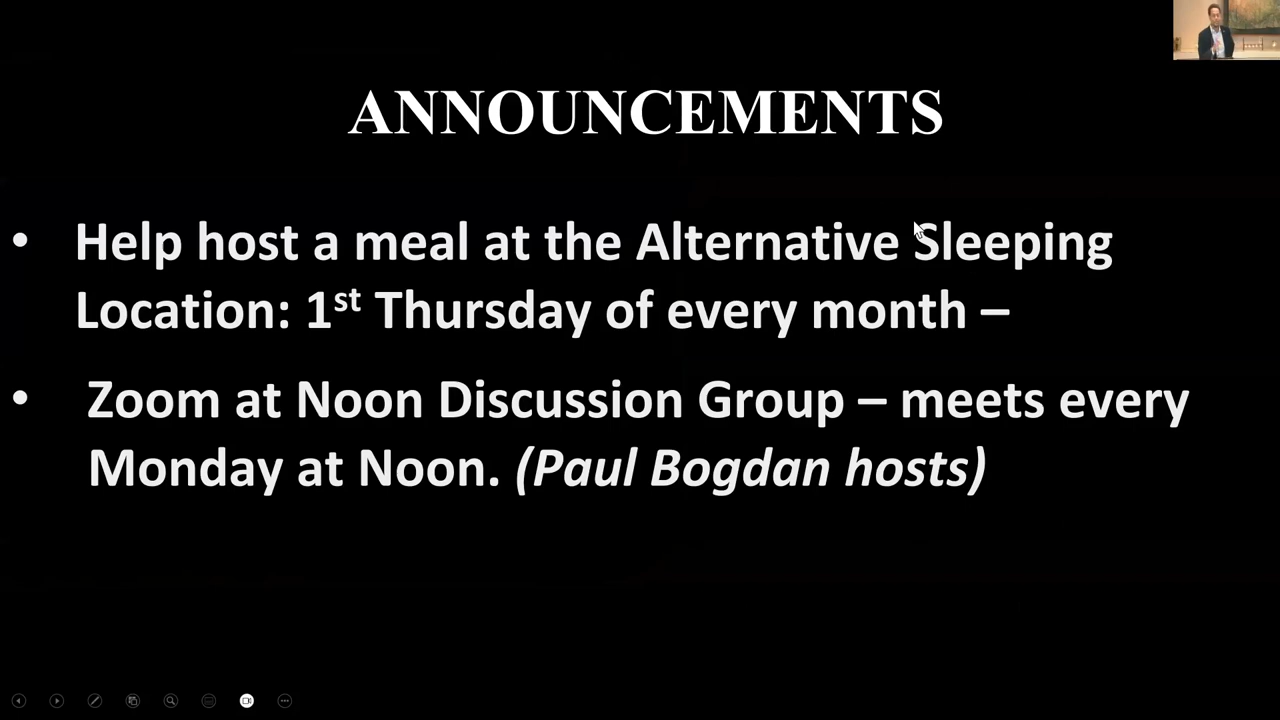 ANNOUNCEMENTS
• Help host a meal at the Alternative Sleeping
Location: 1st Thursday of every month –
• Zoom at Noon Discussion Group – meets every
Monday at Noon. (Paul Bogdan hosts)